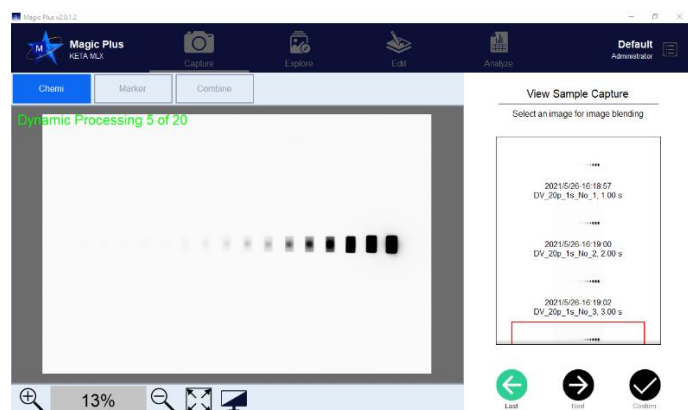 Magic Plus v2.0.1.2
Magic Plus
KETA MLX
Capture
Explore
Edit
Analyze
Default
Administrator
Chemi
Marker
Combine
Dynamic Processing 5 of 20
View Sample Capture
Select an image for image blending
2021/5/26-16:18:57
DV_20p_1s_No_1, 1.00 s
2021/5/26-16:19:00
DV_20p_1s_No_2, 2.00 s
2021/5/26-16:19:02
DV_20p_1s_No_3, 3.00 s
13%
Last
Next
Confirm